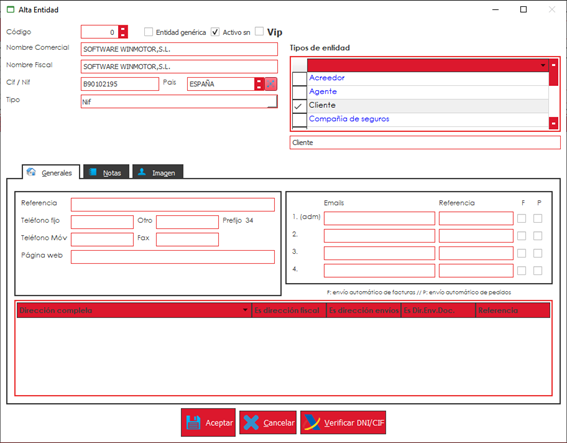 Alta Entidad
Código 0 Entidad genérica Activo sn Vip
Nombre Comercial SOFTWARE WINMOTOR,S.L.
Nombre Fiscal SOFTWARE WINMOTOR,S.L.
Cif / Nif B90102195 País ESPAÑA
Tipo Nif
Tipos de enlidad
Acreedor
Agente
Cliente
Compañía de seguros
Cliente
Generales Notas Imagen
Referencia
Teléfono fijo Otro Prefijo 34
Teléfono Móv Fax
Página web
Emails Referencia F P
1. (adm)
2.
3.
4.
F: envío automático de facturas // P: envío automático de pedidos
Dirección completa Es dirección fiscal Es dirección envíos Es Dir.Env.Doc. Referencia
Aceptar Cancelar Verificar DNI/CIF